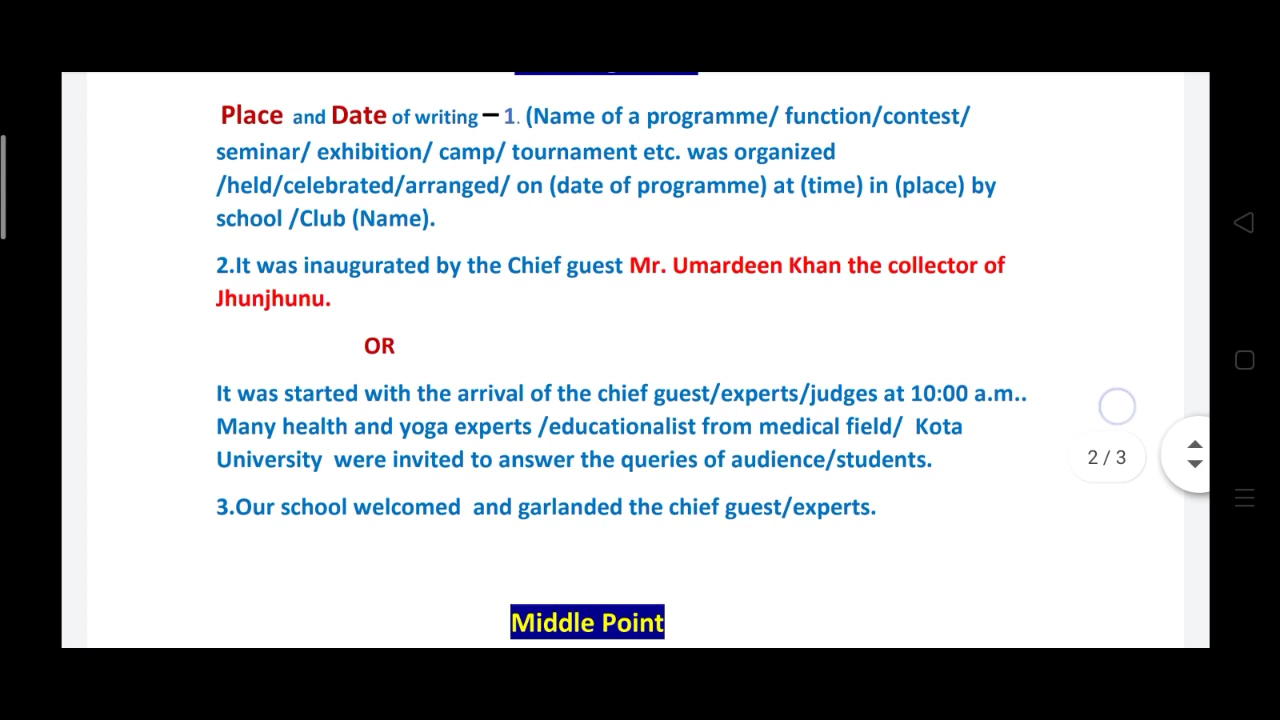 Place and Date of writing – 1. (Name of a programme/ function/contest/
seminar/ exhibition/ camp/ tournament etc. was organized
/held/celebrated/arranged/ on (date of programme) at (time) in (place) by
school /Club (Name).
2.It was inaugurated by the Chief guest Mr. Umardeen Khan the collector of
Jhunjhunu.
OR
It was started with the arrival of the chief guest/experts/judges at 10:00 a.m..
Many health and yoga experts /educationalist from medical field/ Kota
University were invited to answer the queries of audience/students.
2 / 3
3.Our school welcomed and garlanded the chief guest/experts.
Middle Point